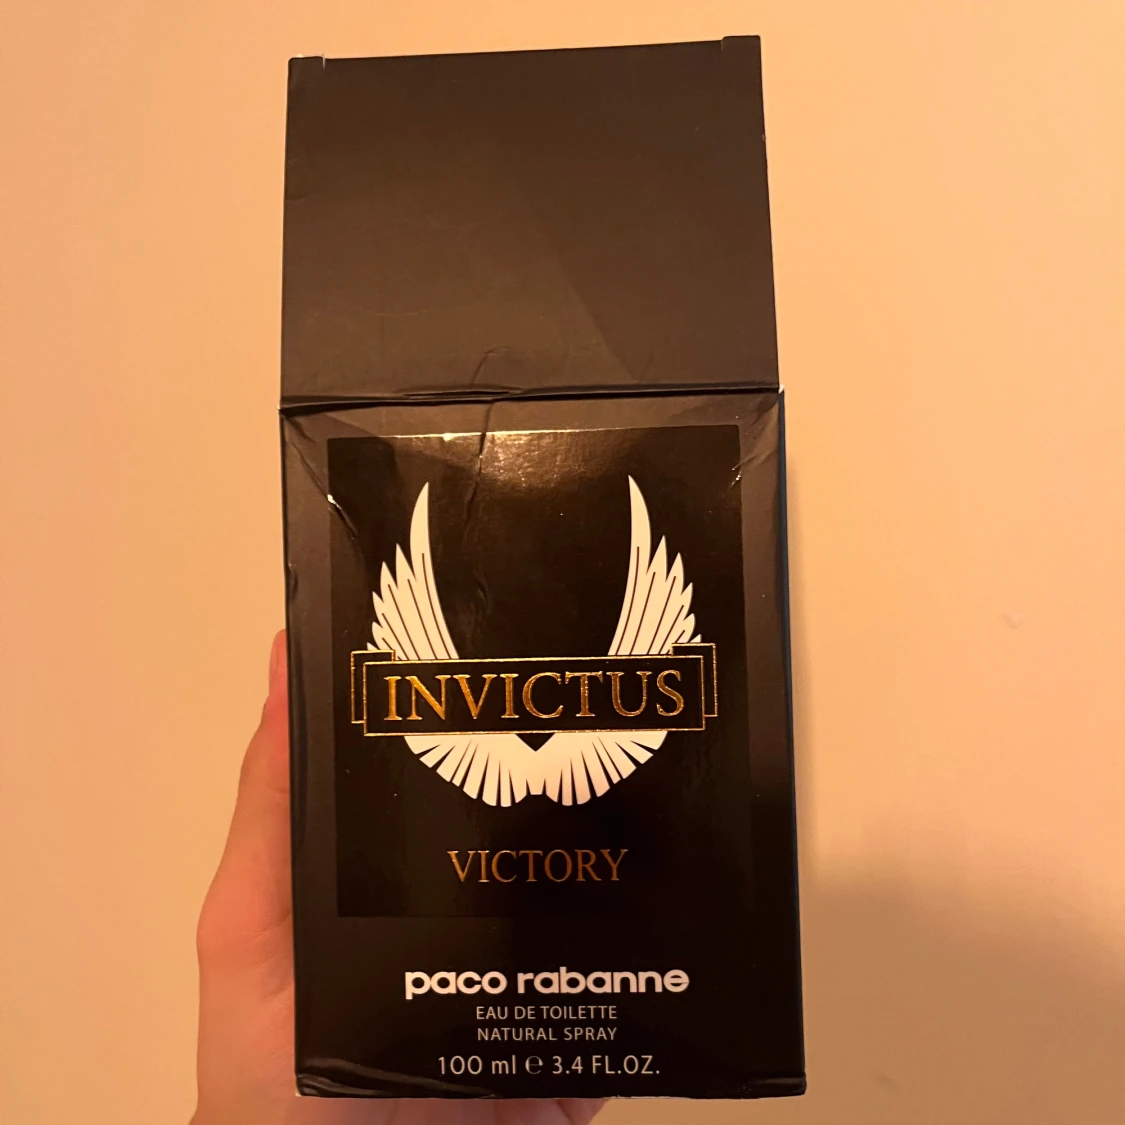 INVICTUS
VICTORY
paco rabanne
EAU DE TOILETTE
NATURAL SPRAY
100 ml ℮ 3.4 FL.OZ.